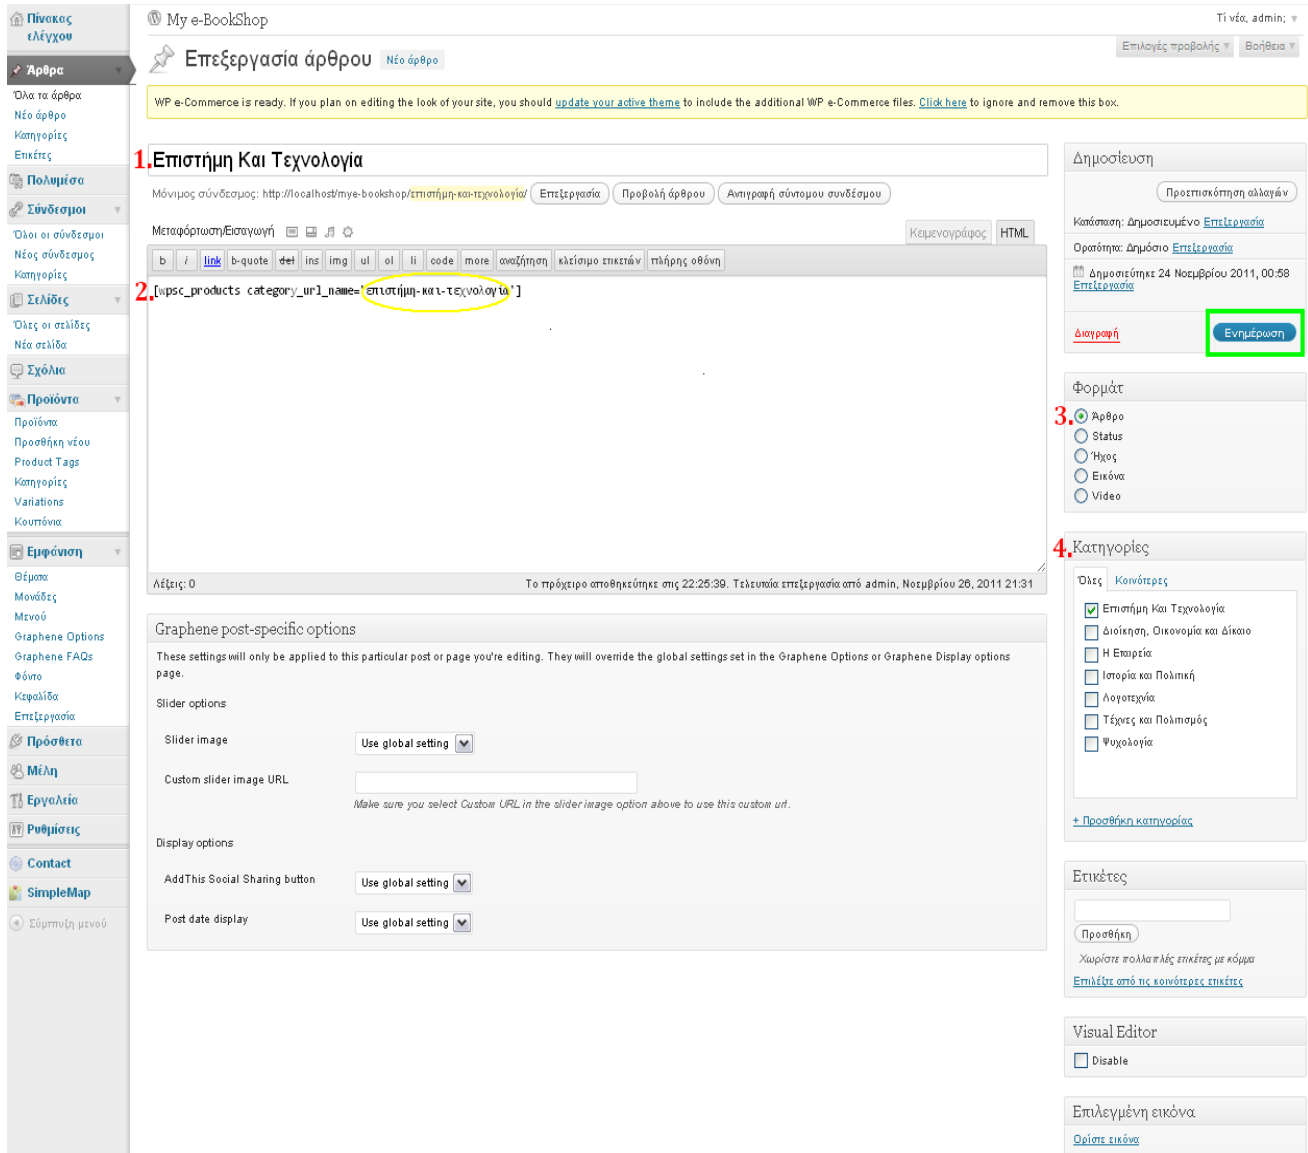 Πίνακας
ελέγχου
Άρθρα
Όλα τα άρθρα
Νέο άρθρο
Κατηγορίες
Ετικέτες
Πολυμέσα
Σύνδεσμοι
Όλοι οι σύνδεσμοι
Νέος σύνδεσμος
Κατηγορίες
Σελίδες
Όλες οι σελίδες
Νέα σελίδα
Σχόλια
Προϊόντα
Προϊόντα
Προσθήκη νέου
Product Tags
Κατηγορίες
Variations
Κουπόνια
Εμφάνιση
Θέματα
Μονάδες
Μενού
Graphene Options
Graphene FAQs
Φόντο
Κεφαλίδα
Επεξεργασία
Πρόσθετα
Μέλη
Εργαλεία
Ρυθμίσεις
Contact
SimpleMap
Σύμπτυξη μενού
My e-BookShop
Τί νέα, admin;
Επιλογές προβολής
Βοήθεια
Επεξεργασία άρθρου Νέο άρθρο
WP e-Commerce is ready. If you plan on editing the look of your site, you should update your active theme to include the additional WP e-Commerce files. Click here to ignore and remove this box.
1. Επιστήμη Και Τεχνολογία
Μόνιμος σύνδεσμος: http://localhost/mye-bookshop/επιστήμη-και-τεχνολογία/ Επεξεργασία Προβολή άρθρου Αντιγραφή σύντομου συνδέσμου
Μεταφόρτωση/Εισαγωγή
Κειμενογράφος HTML
b i link b-quote del ins img ul ol li code more αναζήτηση κλείσιμο ετικετών πλήρης οθόνη
2. [wpsc_products category_url_name='επιστήμη-και-τεχνολογία']
Λέξεις: 0
Το πρόχειρο αποθηκεύτηκε στις 22:25:39. Τελευταία επεξεργασία από admin, Νοεμβρίου 26, 2011 21:31
Graphene post-specific options
These settings will only be applied to this particular post or page you're editing. They will override the global settings set in the Graphene Options or Graphene Display options
page.
Slider options
Slider image Use global setting
Custom slider image URL
Make sure you select Custom URL in the slider image option above to use this custom url.
Display options
AddThis Social Sharing button Use global setting
Post date display Use global setting
Δημοσίευση
Προεπισκόπηση αλλαγών
Κατάσταση: Δημοσιευμένο Επεξεργασία
Ορατότητα: Δημόσιο Επεξεργασία
Δημοσιεύτηκε 24 Νοεμβρίου 2011, 00:58
Επεξεργασία
Διαγραφή Ενημέρωση
Φορμάτ
3. Άρθρο
Status
Ήχος
Εικόνα
Video
4. Κατηγορίες
Όλες Κοινότερες
Επιστήμη Και Τεχνολογία
Διοίκηση, Οικονομία και Δίκαιο
Η Εταιρεία
Ιστορία και Πολιτική
Λογοτεχνία
Τέχνες και Πολιτισμός
Ψυχολογία
+ Προσθήκη κατηγορίας
Ετικέτες
Προσθήκη
Χωρίστε πολλαπλές ετικέτες με κόμμα
Επιλέξτε από τις κοινότερες ετικέτες
Visual Editor
Disable
Επιλεγμένη εικόνα
Ορίστε εικόνα